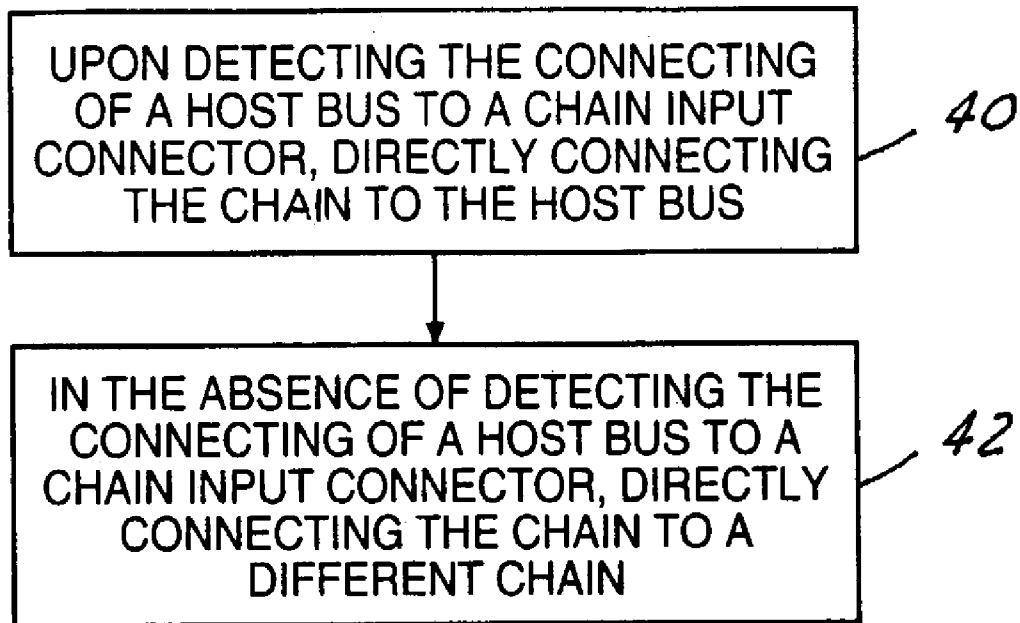 UPON DETECTING THE CONNECTING
OF A HOST BUS TO A CHAIN INPUT
CONNECTOR, DIRECTLY CONNECTING
THE CHAIN TO THE HOST BUS
40
IN THE ABSENCE OF DETECTING THE
CONNECTING OF A HOST BUS TO A
CHAIN INPUT CONNECTOR, DIRECTLY
CONNECTING THE CHAIN TO A
DIFFERENT CHAIN
42